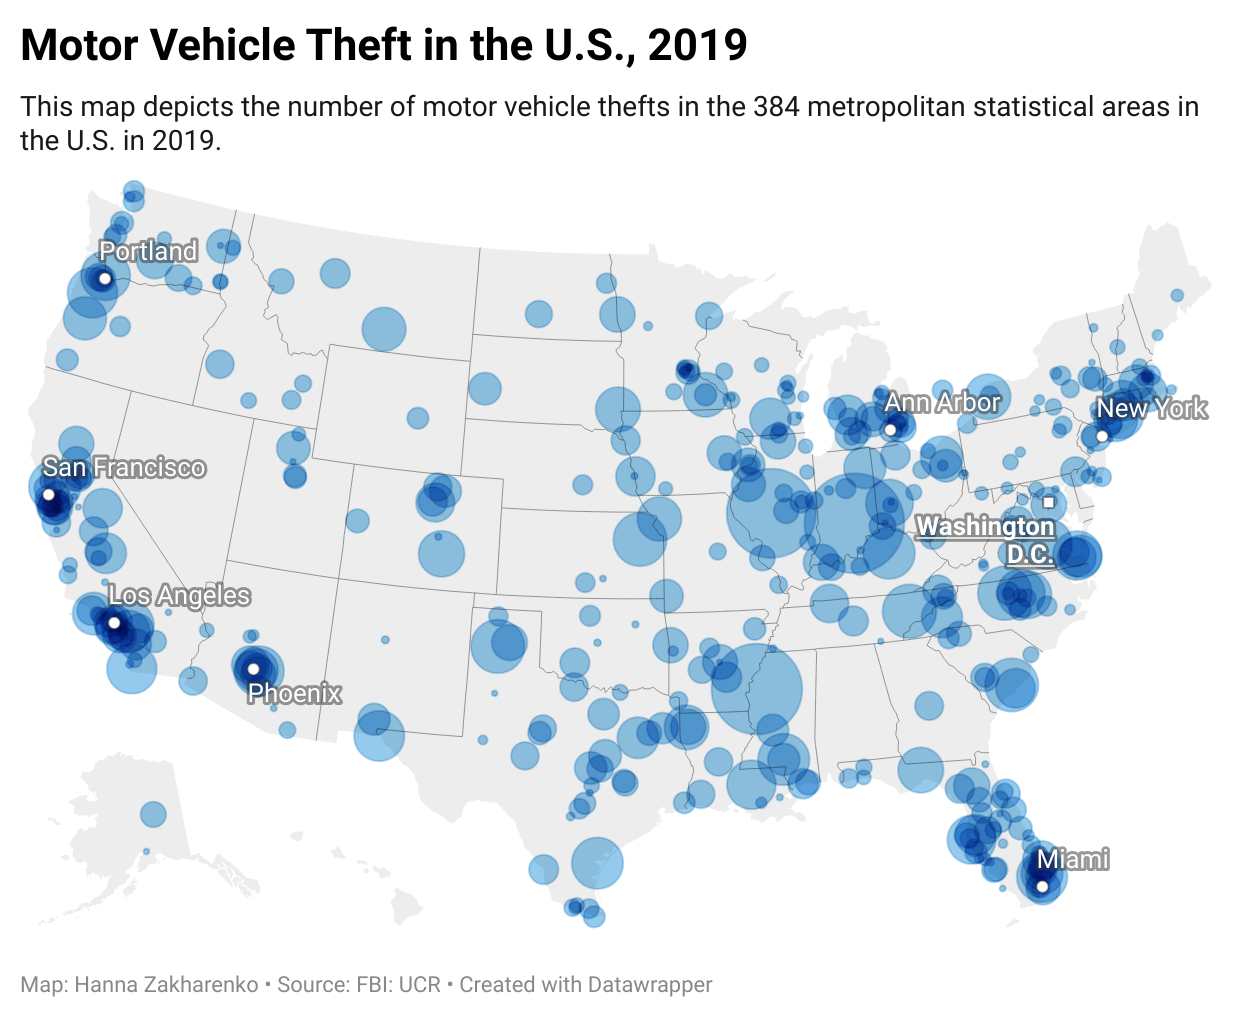 Motor Vehicle Theft in the U.S., 2019
This map depicts the number of motor vehicle thefts in the 384 metropolitan statistical areas in
the U.S. in 2019.
Portland
Ann Arbor
New York
San Francisco
Washington
D.C.
Los Angeles
Phoenix
Miami
Map: Hanna Zakharenko • Source: FBI: UCR • Created with Datawrapper